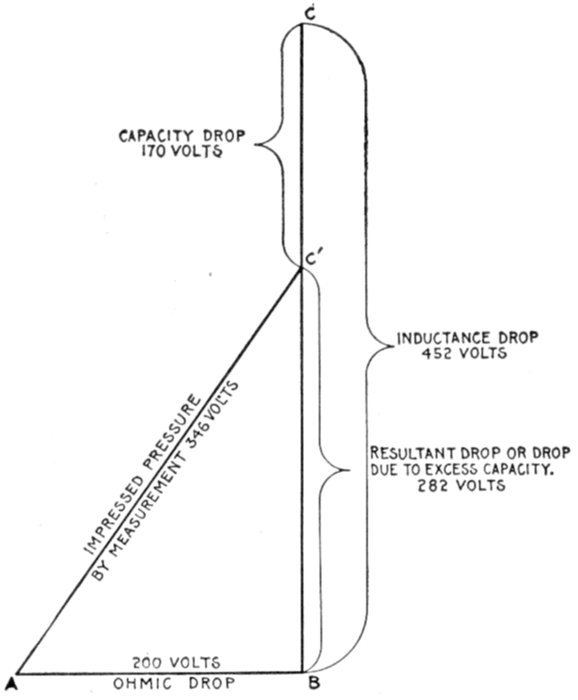 C
CAPACITY DROP
170 VOLTS
C'
INDUCTANCE DROP
452 VOLTS
IMPRESSED PRESSURE
BY MEASUREMENT 346 VOLTS
RESULTANT DROP OR DROP
DUE TO EXCESS CAPACITY.
282 VOLTS
200 VOLTS
A
OHMIC DROP
B